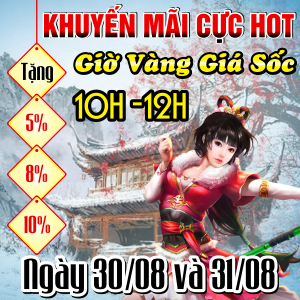 KHUYẾN MÃI CỰC HOT
Giờ Vàng Giá Sốc
10H -12H
Tặng
5%
8%
10%
Ngày 30/08 và 31/08